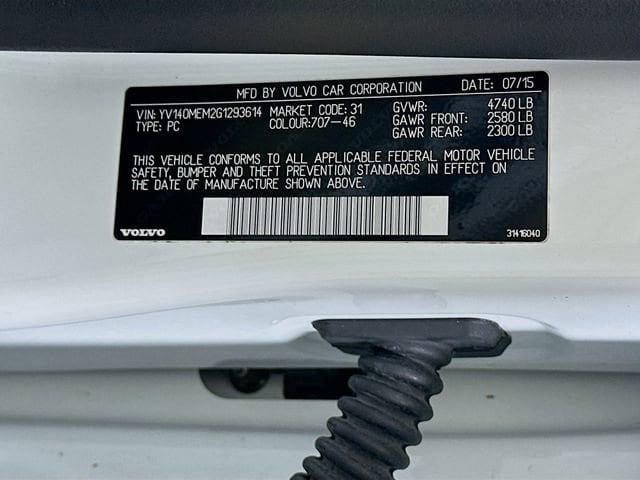 MFD BY VOLVO CAR CORPORATION DATE: 07/15
VIN: YV140MEM2G1293614 MARKET CODE: 31 GVWR: 4740 LB
TYPE: PC COLOUR:707-46 GAWR FRONT: 2580 LB
GAWR REAR: 2300 LB
THIS VEHICLE CONFORMS TO ALL APPLICABLE FEDERAL MOTOR VEHICLE
SAFETY, BUMPER AND THEFT PREVENTION STANDARDS IN EFFECT ON
THE DATE OF MANUFACTURE SHOWN ABOVE.
VOLVO 31416040